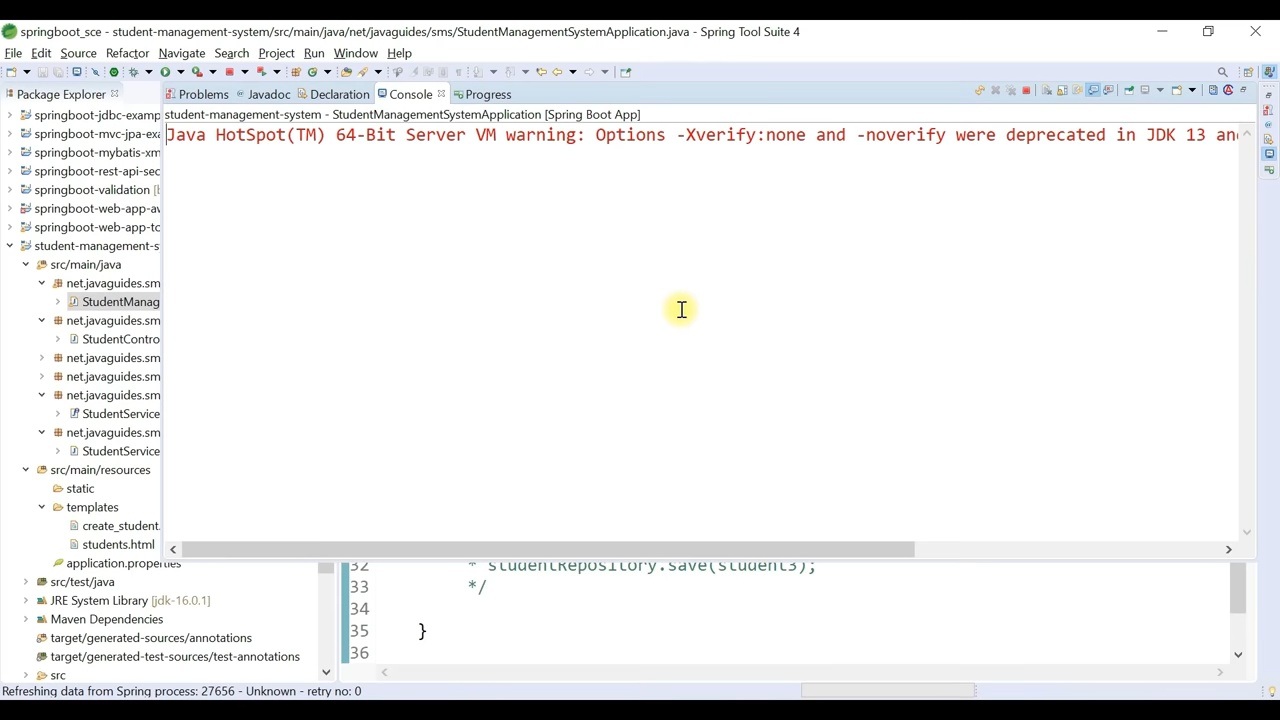 springboot_sce - student-management-system/src/main/java/net/javaguides/sms/StudentManagementSystemApplication.java - Spring Tool Suite 4
File Edit Source Refactor Navigate Search Project Run Window Help
Package Explorer
Problems Javadoc Declaration Console Progress
student-management-system - StudentManagementSystemApplication [Spring Boot App]
Java HotSpot(TM) 64-Bit Server VM warning: Options -Xverify:none and -noverify were deprecated in JDK 13 an
springboot-jdbc-examp
springboot-mvc-jpa-exa
springboot-mybatis-xm
springboot-rest-api-sec
springboot-validation [b
springboot-web-app-aw
springboot-web-app-to
student-management-s
src/main/java
net.javaguides.sm
StudentManag
net.javaguides.sm
StudentContro
net.javaguides.sm
net.javaguides.sm
net.javaguides.sm
StudentService
net.javaguides.sm
StudentService
src/main/resources
static
templates
create_student.
students.html
application.properties
src/test/java
JRE System Library [jdk-16.0.1]
Maven Dependencies
target/generated-sources/annotations
target/generated-test-sources/test-annotations
src
32 * studentRepository.save(student3);
33 */
34
35 }
36
Refreshing data from Spring process: 27656 - Unknown - retry no: 0